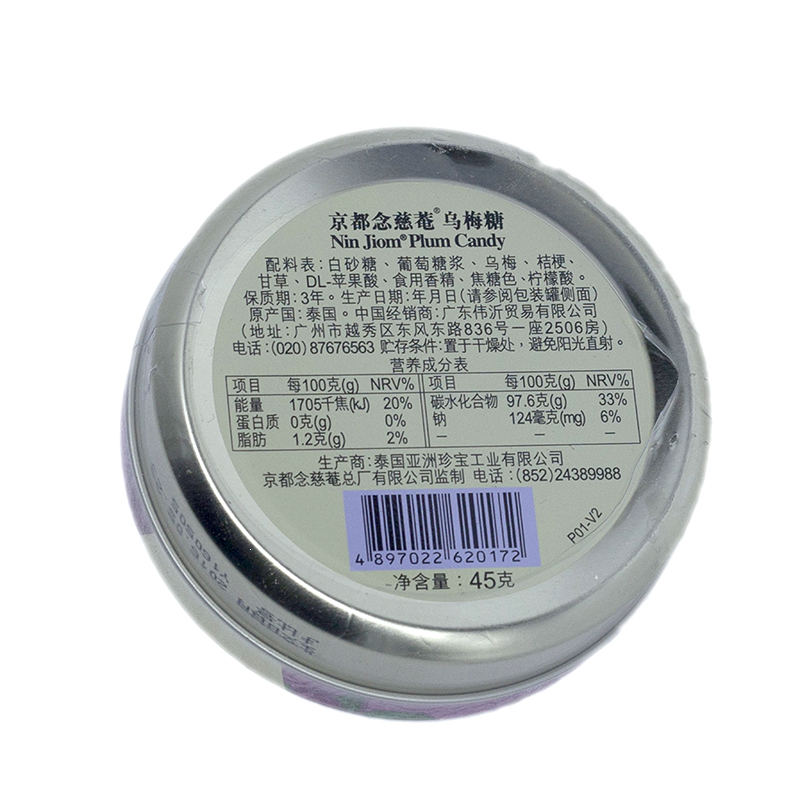 京都念慈菴®乌梅糖
Nin Jiom® Plum Candy
配料表:白砂糖、葡萄糖浆、乌梅、桔梗、
甘草、DL-苹果酸、食用香精、焦糖色、柠檬酸。
保质期:3年。生产日期:年月日(请参阅包装罐侧面)
原产国:泰国。中国经销商:广东伟沂贸易有限公司
(地址:广州市越秀区东风东路836号一座2506房)
电话:(020)87676563 贮存条件:置于干燥处,避免阳光直射。
营养成分表
项目 每100克(g) NRV% 项目 每100克(g) NRV%
能量 1705千焦(kJ) 20% 碳水化合物 97.6克(g) 33%
蛋白质 0克(g) 0% 钠 124毫克(mg) 6%
脂肪 1.2克(g) 2% — — —
生产商:泰国亚洲珍宝工业有限公司
京都念慈菴总厂有限公司监制 电话:(852)24389988
4 897022 620172
P01-V2
净含量:45克